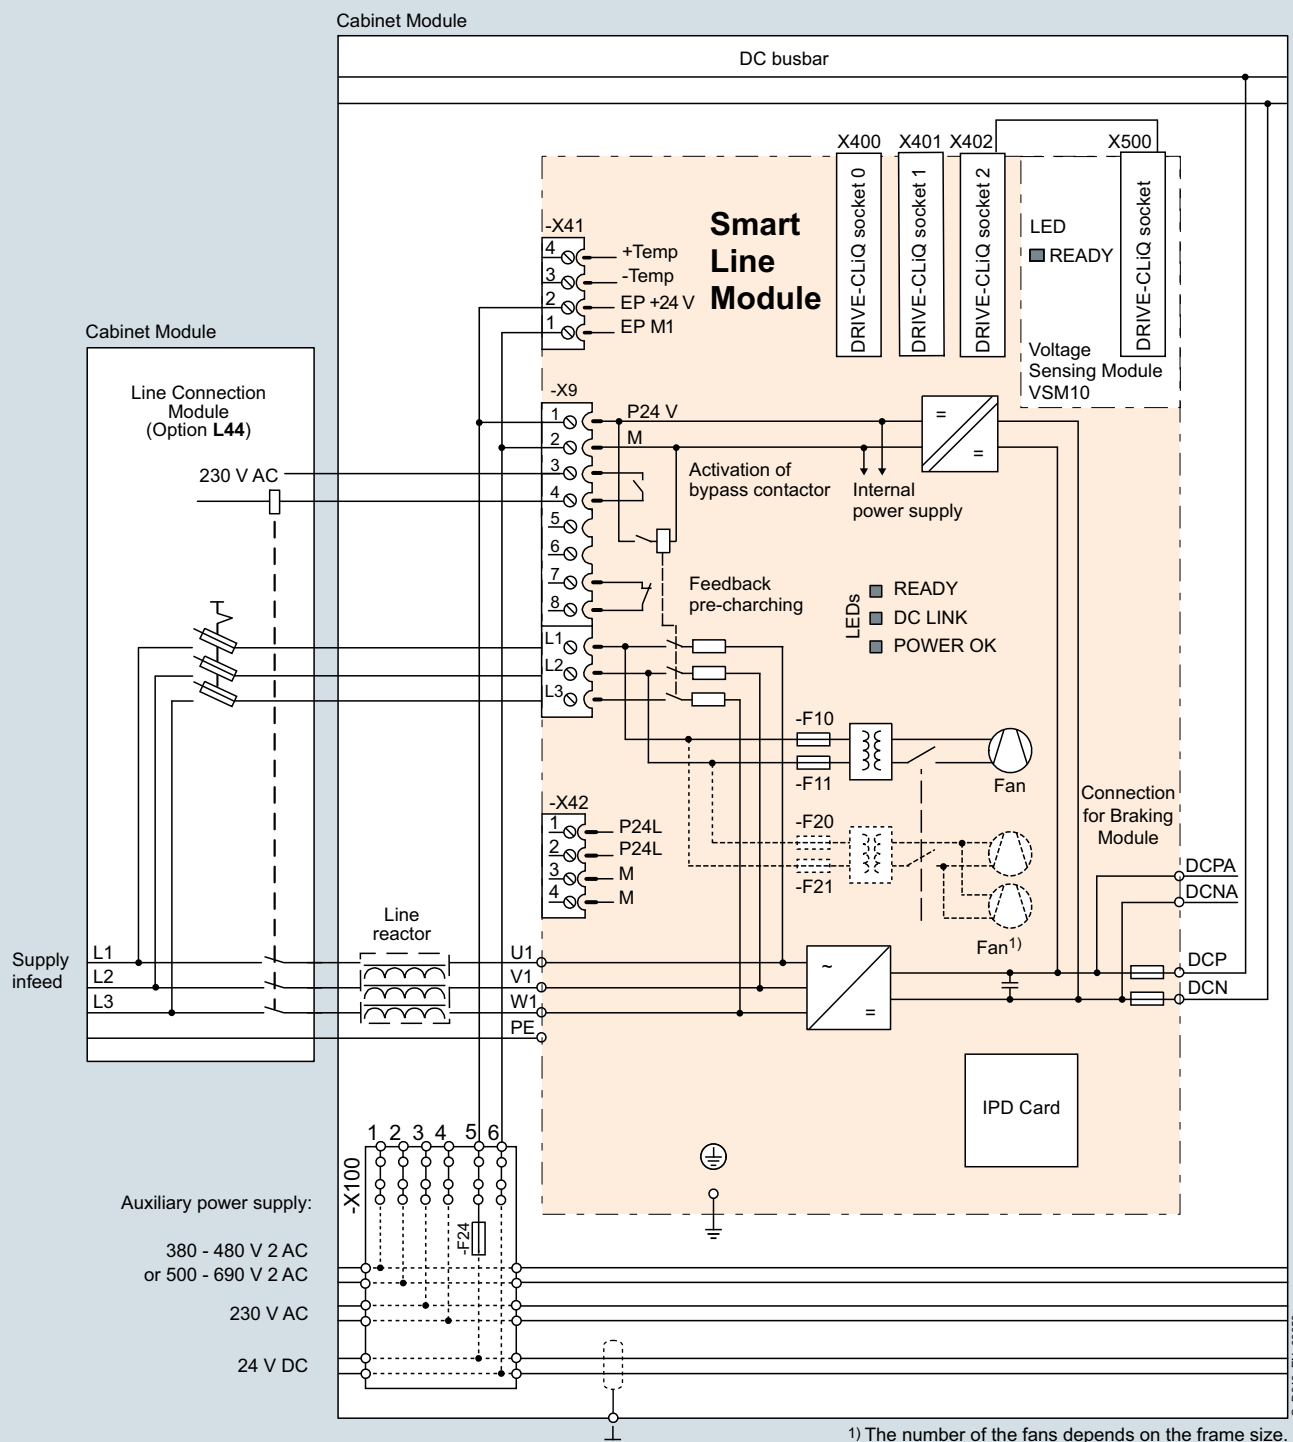 Cabinet Module
DC busbar
X400
X401
X402
X500
DRIVE-CLiQ socket 0
DRIVE-CLiQ socket 1
DRIVE-CLiQ socket 2
DRIVE-CLiQ socket
LED
READY
Voltage
Sensing Module
VSM10
Smart
Line
Module
-X41
4
+Temp
3
-Temp
2
EP +24 V
1
EP M1
Cabinet Module
Line Connection
Module
(Option L44)
230 V AC
-X9
1
P24 V
2
M
3
4
5
6
7
8
L1
L2
L3
Activation of
bypass contactor
Internal
power supply
Feedback
pre-charching
LEDs
READY
DC LINK
POWER OK
-F10
-F11
Fan
-F20
-F21
Fan1)
Connection
for Braking
Module
DCPA
DCNA
DCP
DCN
-X42
1
P24L
2
P24L
3
M
4
M
Line
reactor
Supply
infeed
L1
L2
L3
U1
V1
W1
PE
~
=
=
=
IPD Card
1 2 3 4 5 6
-X100
-F24
Auxiliary power supply:
380 - 480 V 2 AC
or 500 - 690 V 2 AC
230 V AC
24 V DC
1) The number of the fans depends on the frame size.